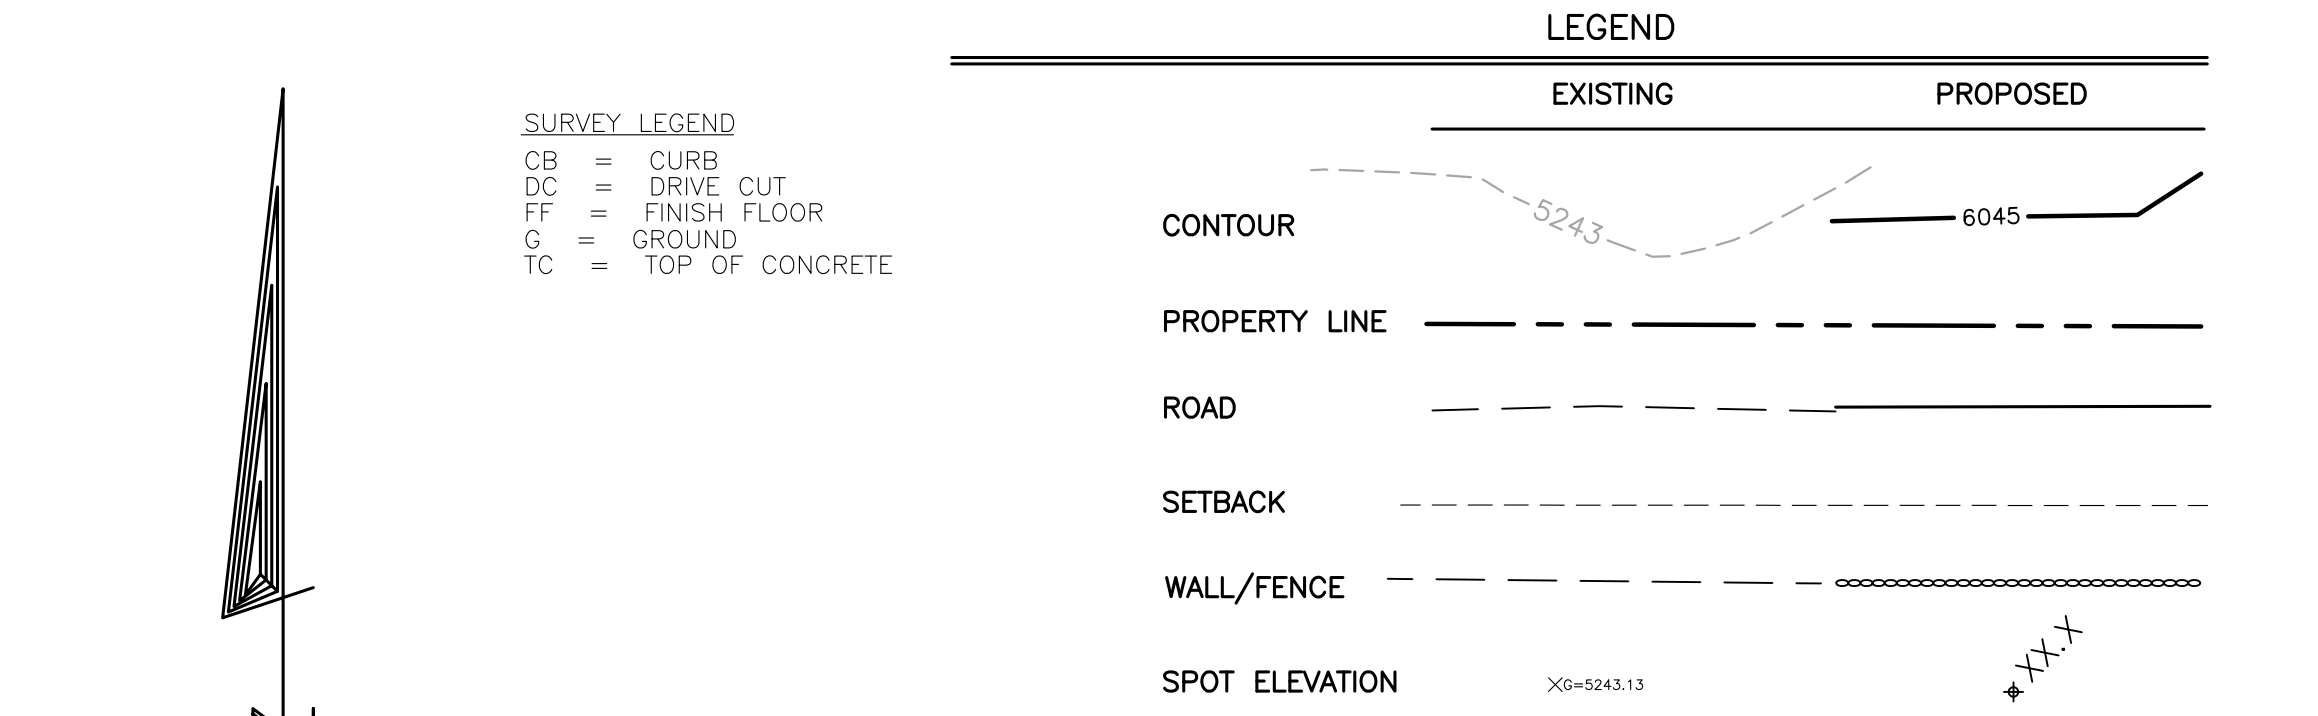 SURVEY LEGEND
CB = CURB
DC = DRIVE CUT
FF = FINISH FLOOR
G = GROUND
TC = TOP OF CONCRETE
LEGEND
EXISTING PROPOSED
CONTOUR 5243 6045
PROPERTY LINE
ROAD
SETBACK
WALL/FENCE
SPOT ELEVATION G=5243.13 XX.X